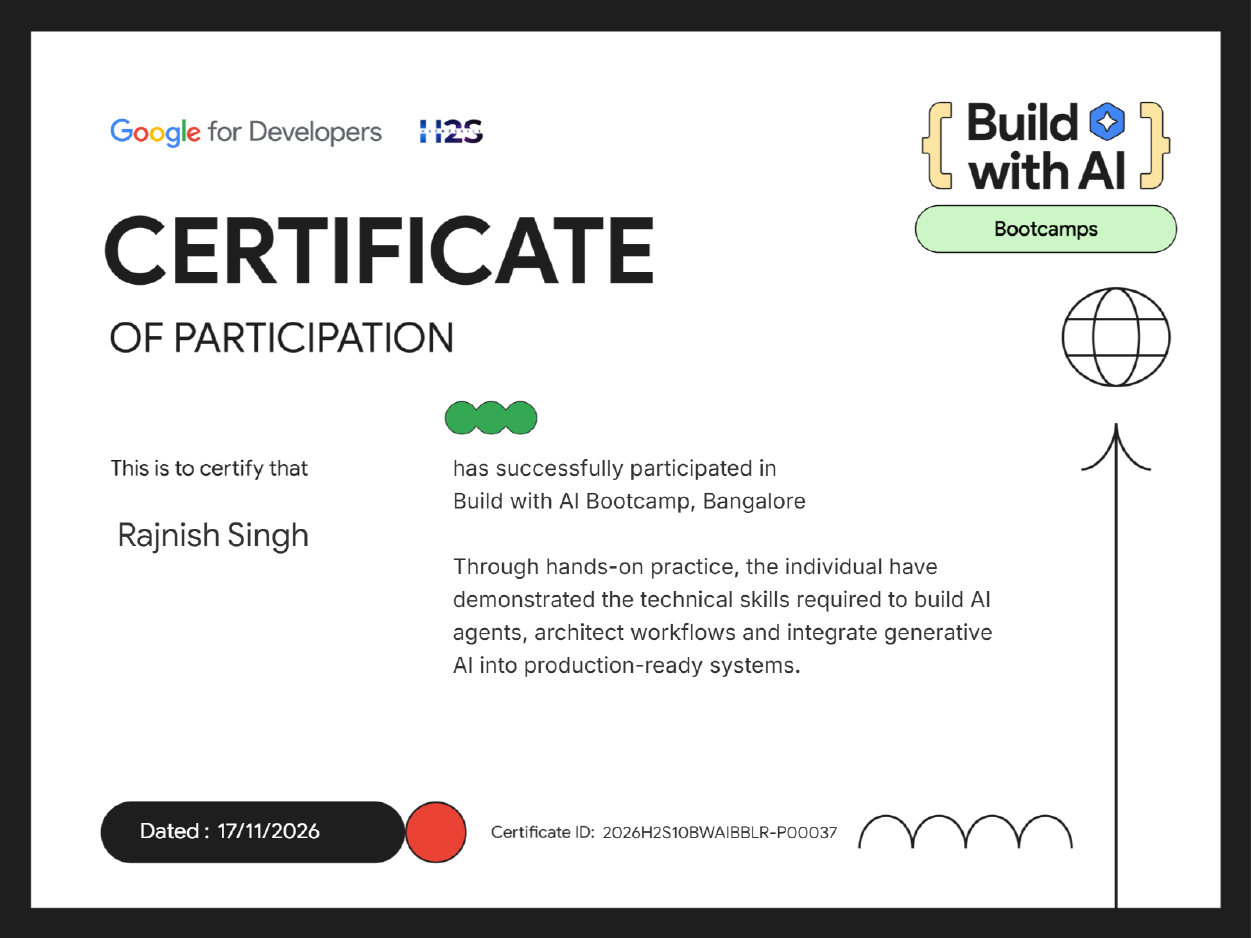 Google for Developers
H2S
HACK2SKILL
Build
with AI
Bootcamps
CERTIFICATE
OF PARTICIPATION
This is to certify that
Rajnish Singh
has successfully participated in
Build with AI Bootcamp, Bangalore
Through hands-on practice, the individual have
demonstrated the technical skills required to build AI
agents, architect workflows and integrate generative
AI into production-ready systems.
Dated : 17/11/2026
Certificate ID: 2026H2S10BWAIBBLR-P00037